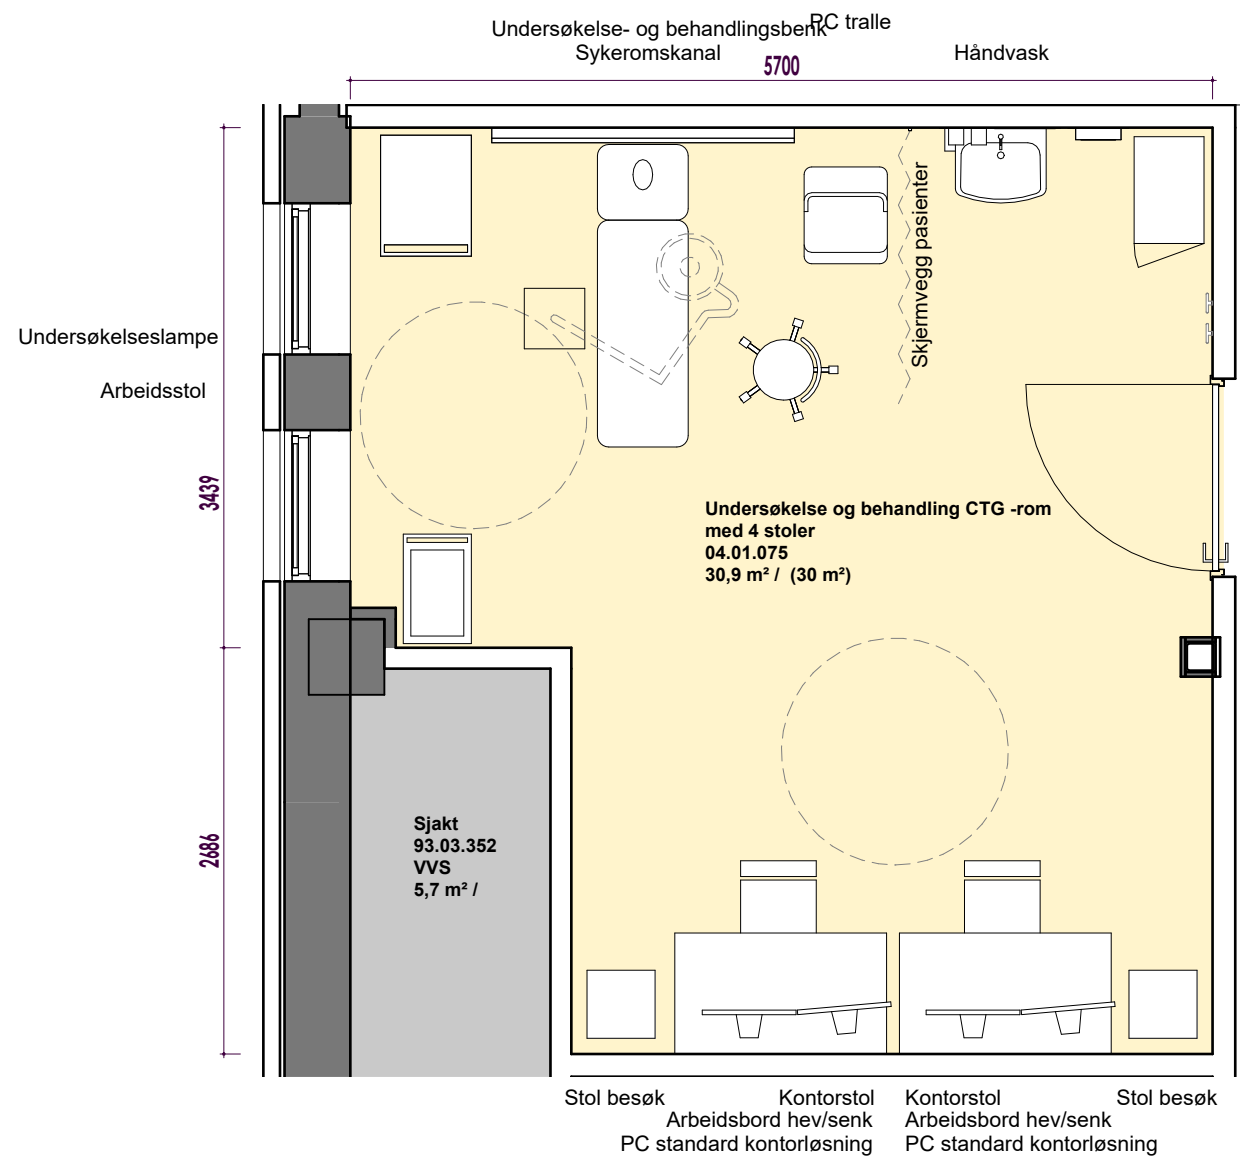 PC tralle
Undersøkelse- og behandlingsbenk
Sykeromskanal
Håndvask
5700
Skjermvegg pasienter
Undersøkelseslampe
Arbeidsstol
3439
Undersøkelse og behandling CTG -rom
med 4 stoler
04.01.075
30,9 m² / (30 m²)
2686
Sjakt
93.03.352
VVS
5,7 m² /
Stol besøk
Kontorstol
Arbeidsbord hev/senk
PC standard kontorløsning
Kontorstol
Arbeidsbord hev/senk
PC standard kontorløsning
Stol besøk